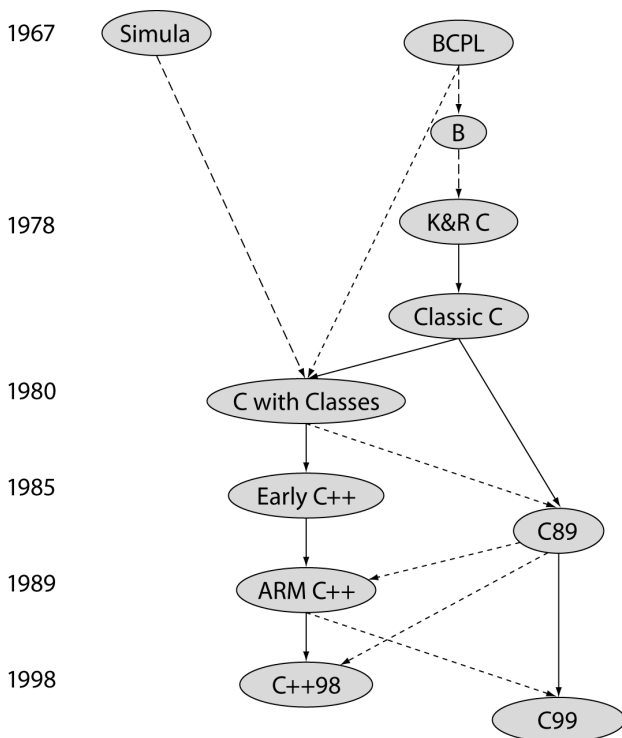 1967
Simula
BCPL
B
1978
K&R C
Classic C
1980
C with Classes
1985
Early C++
C89
1989
ARM C++
1998
C++98
C99